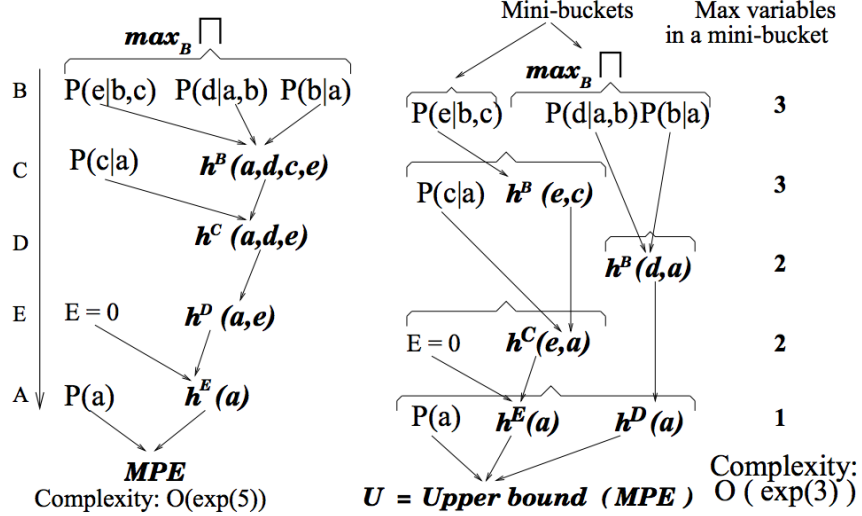 Mini-buckets
Max variables
in a mini-bucket
max_B ∏
max_B ∏
B
P(e|b,c) P(d|a,b) P(b|a)
P(e|b,c) P(d|a,b) P(b|a)
3
C
P(c|a) h^B (a,d,c,e)
P(c|a) h^B (e,c)
3
D
h^C (a,d,e)
h^B (d,a)
2
E
E = 0 h^D (a,e)
E = 0 h^C (e,a)
2
A
P(a) h^E (a)
P(a) h^E (a) h^D (a)
1
MPE
Complexity: O(exp(5))
U = Upper bound (MPE)
Complexity:
O ( exp(3) )